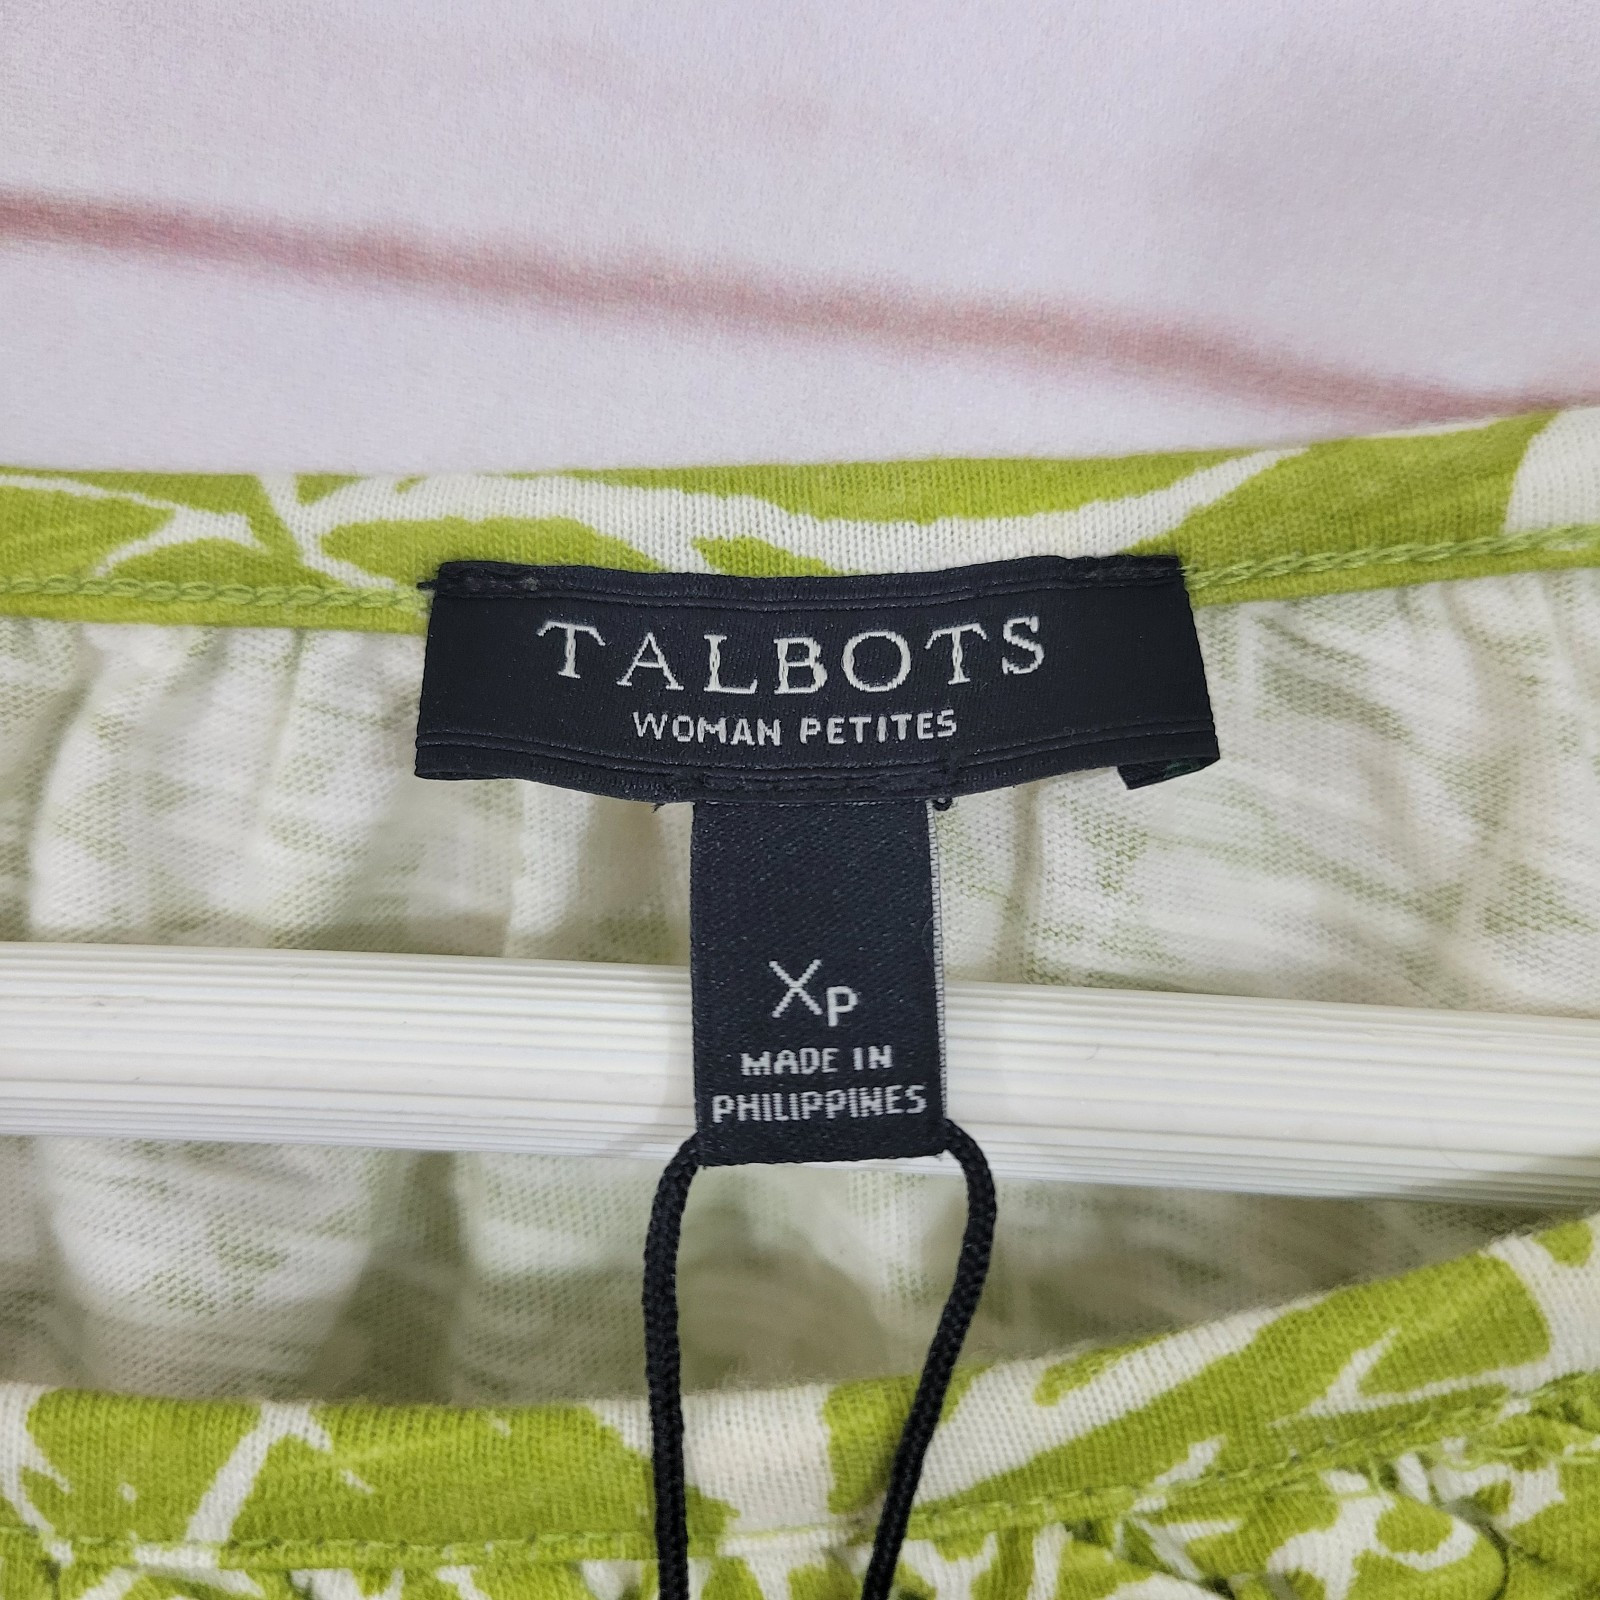 TALBOTS
WOMAN PETITES
XP
MADE IN
PHILIPPINES